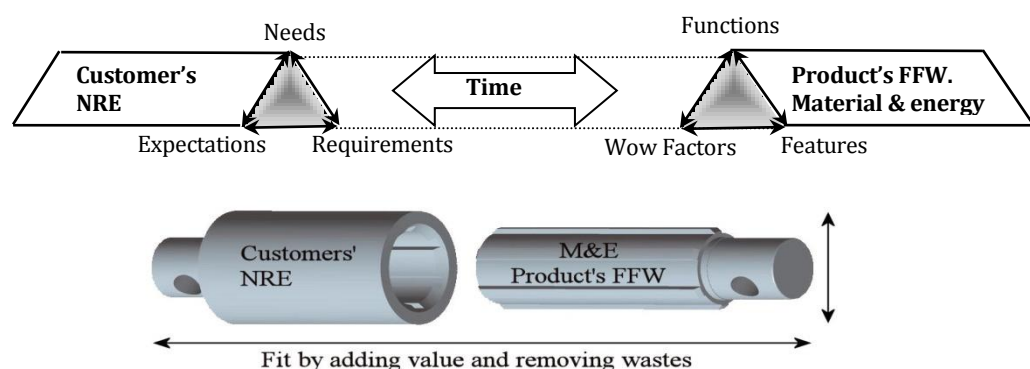 Needs
Functions
Customer's
NRE
Time
Product's FFW.
Material & energy
Expectations
Requirements
Wow Factors
Features
Customers'
NRE
M&E
Product's FFW
Fit by adding value and removing wastes